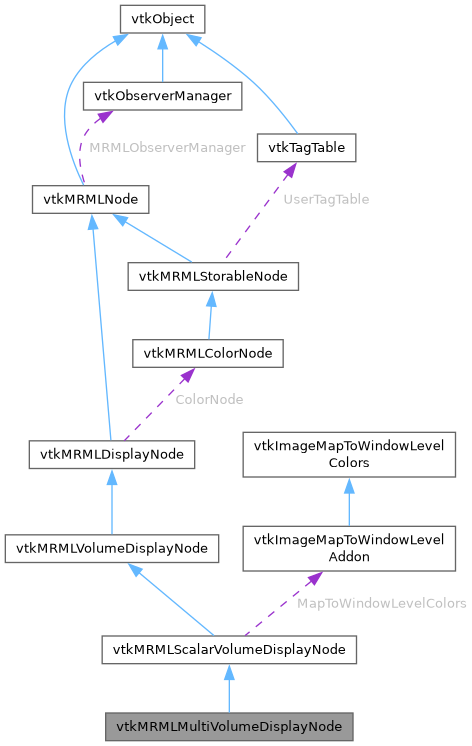 vtkObject
vtkObserverManager
MRMLObserverManager
vtkTagTable
vtkMRMLNode
UserTagTable
vtkMRMLStorableNode
vtkMRMLColorNode
ColorNode
vtkMRMLDisplayNode
vtkImageMapToWindowLevel
Colors
vtkMRMLVolumeDisplayNode
vtkImageMapToWindowLevel
Addon
MapToWindowLevelColors
vtkMRMLScalarVolumeDisplayNode
vtkMRMLMultiVolumeDisplayNode